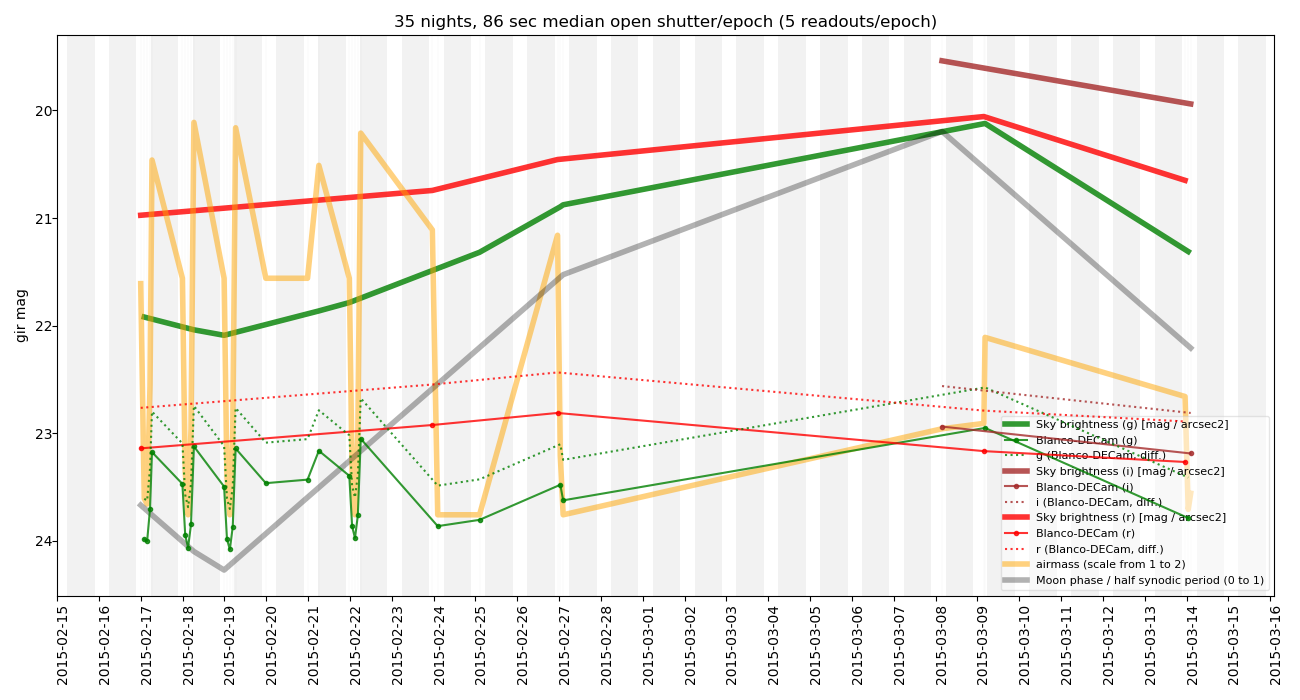 35 nights, 86 sec median open shutter/epoch (5 readouts/epoch)
gir mag
20
21
22
23
24
Sky brightness (g) [mag / arcsec2]
Blanco-DECam (g)
g (Blanco-DECam, diff.)
Sky brightness (i) [mag / arcsec2]
Blanco-DECam (i)
i (Blanco-DECam, diff.)
Sky brightness (r) [mag / arcsec2]
Blanco-DECam (r)
r (Blanco-DECam, diff.)
airmass (scale from 1 to 2)
Moon phase / half synodic period (0 to 1)
2015-02-15
2015-02-16
2015-02-17
2015-02-18
2015-02-19
2015-02-20
2015-02-21
2015-02-22
2015-02-23
2015-02-24
2015-02-25
2015-02-26
2015-02-27
2015-02-28
2015-03-01
2015-03-02
2015-03-03
2015-03-04
2015-03-05
2015-03-06
2015-03-07
2015-03-08
2015-03-09
2015-03-10
2015-03-11
2015-03-12
2015-03-13
2015-03-14
2015-03-15
2015-03-16